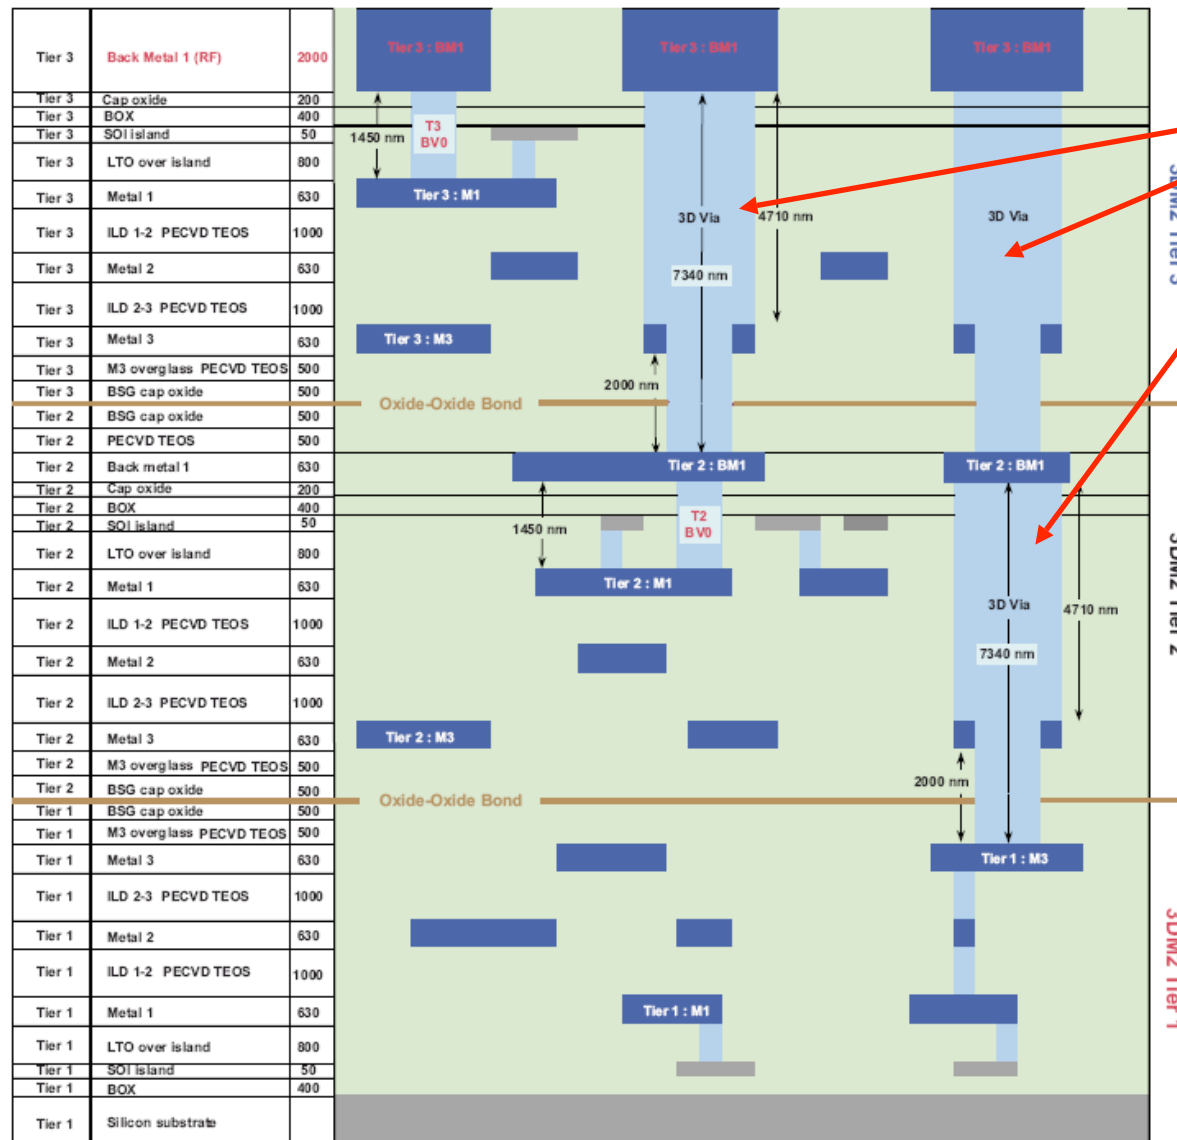 Tier 3 Back Metal 1 (RF) 2000
Tier 3 Cap oxide 200
Tier 3 BOX 400
Tier 3 SOI island 50
Tier 3 LTO over island 800
Tier 3 Metal 1 630
Tier 3 ILD 1-2 PECVD TEOS 1000
Tier 3 Metal 2 630
Tier 3 ILD 2-3 PECVD TEOS 1000
Tier 3 Metal 3 630
Tier 3 M3 overglass PECVD TEOS 500
Tier 3 BSG cap oxide 500
Tier 2 BSG cap oxide 500
Tier 2 PECVD TEOS 500
Tier 2 Back metal 1 630
Tier 2 Cap oxide 200
Tier 2 BOX 400
Tier 2 SOI island 50
Tier 2 LTO over island 800
Tier 2 Metal 1 630
Tier 2 ILD 1-2 PECVD TEOS 1000
Tier 2 Metal 2 630
Tier 2 ILD 2-3 PECVD TEOS 1000
Tier 2 Metal 3 630
Tier 2 M3 overglass PECVD TEOS 500
Tier 2 BSG cap oxide 500
Tier 1 BSG cap oxide 500
Tier 1 M3 overglass PECVD TEOS 500
Tier 1 Metal 3 630
Tier 1 ILD 2-3 PECVD TEOS 1000
Tier 1 Metal 2 630
Tier 1 ILD 1-2 PECVD TEOS 1000
Tier 1 Metal 1 630
Tier 1 LTO over island 800
Tier 1 SOI island 50
Tier 1 BOX 400
Tier 1 Silicon substrate
Tier 3 : BM1
Tier 3 : BM1
Tier 3 : BM1
1450 nm
T3
BV0
Tier 3 : M1
3D Via
4710 nm
3D Via
7340 nm
Tier 3 : M3
2000 nm
Oxide-Oxide Bond
Tier 2 : BM1
Tier 2 : BM1
1450 nm
T2
BV0
Tier 2 : M1
3D Via
4710 nm
7340 nm
Tier 2 : M3
2000 nm
Oxide-Oxide Bond
Tier 1 : M3
Tier 1 : M1
3DM2 Tier 3
3DM2 Tier 2
3DM2 Tier 1